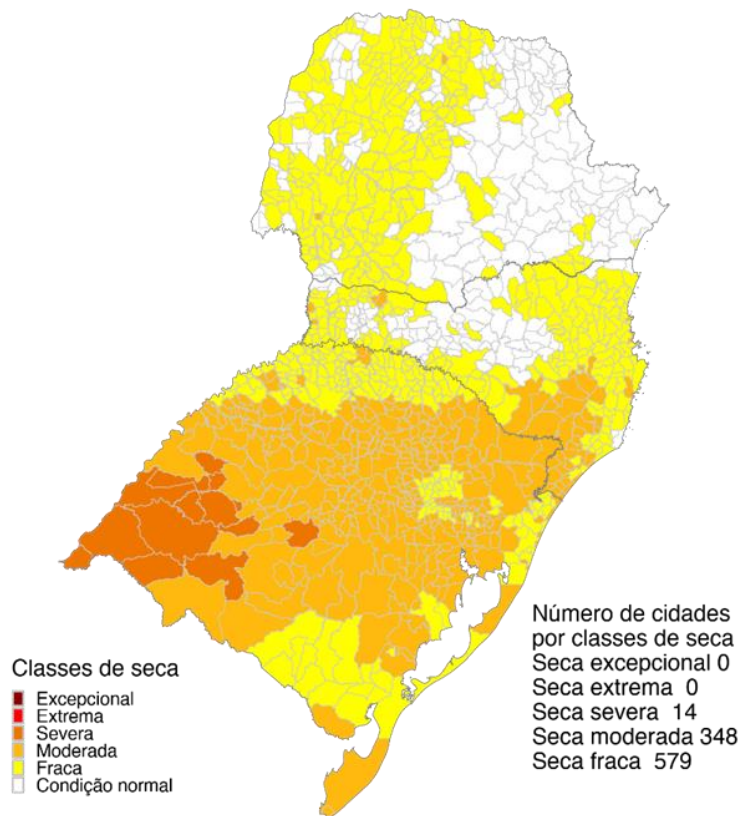 Classes de seca
Excepcional
Extrema
Severa
Moderada
Fraca
Condição normal
Número de cidades
por classes de seca
Seca excepcional 0
Seca extrema 0
Seca severa 14
Seca moderada 348
Seca fraca 579